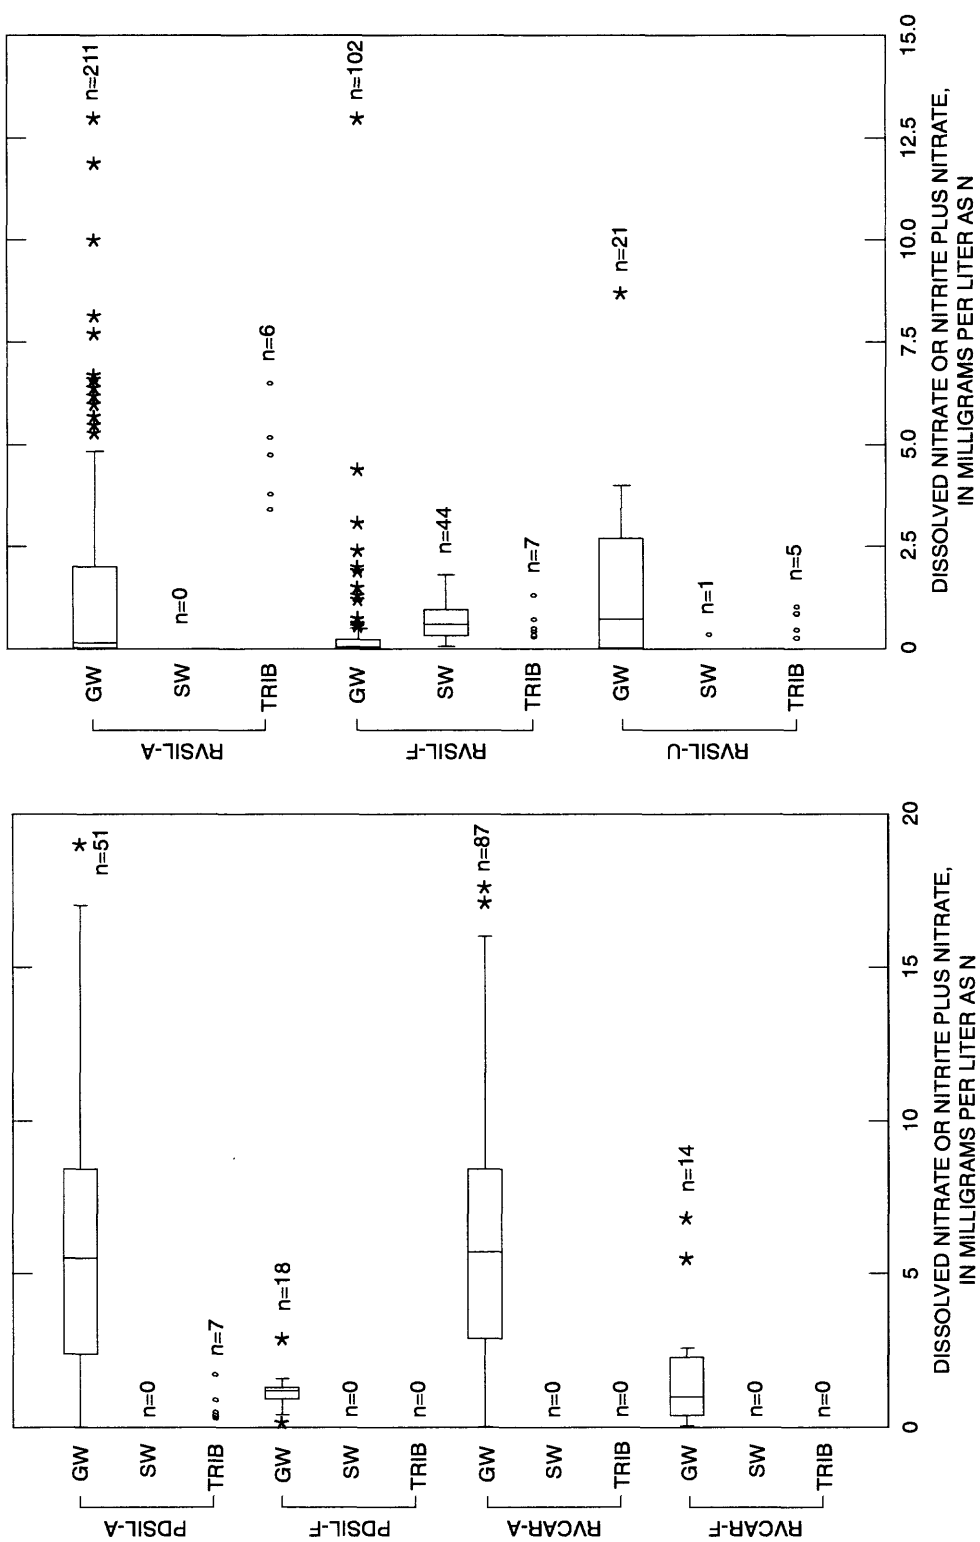 n=211
GW
n=0
SW
n=6
TRIB
RVSIL-A
n=102
GW
n=44
SW
n=7
TRIB
RVSIL-F
n=21
GW
n=1
SW
n=5
TRIB
RVSIL-U
0 2.5 5.0 7.5 10.0 12.5 15.0
DISSOLVED NITRATE OR NITRITE PLUS NITRATE,
IN MILLIGRAMS PER LITER AS N
n=51
GW
n=0
SW
n=7
TRIB
PDSIL-A
n=18
GW
n=0
SW
n=0
TRIB
PDSIL-F
n=87
GW
n=0
SW
n=0
TRIB
RVCAR-A
n=14
GW
n=0
SW
n=0
TRIB
RVCAR-F
0 5 10 15 20
DISSOLVED NITRATE OR NITRITE PLUS NITRATE,
IN MILLIGRAMS PER LITER AS N